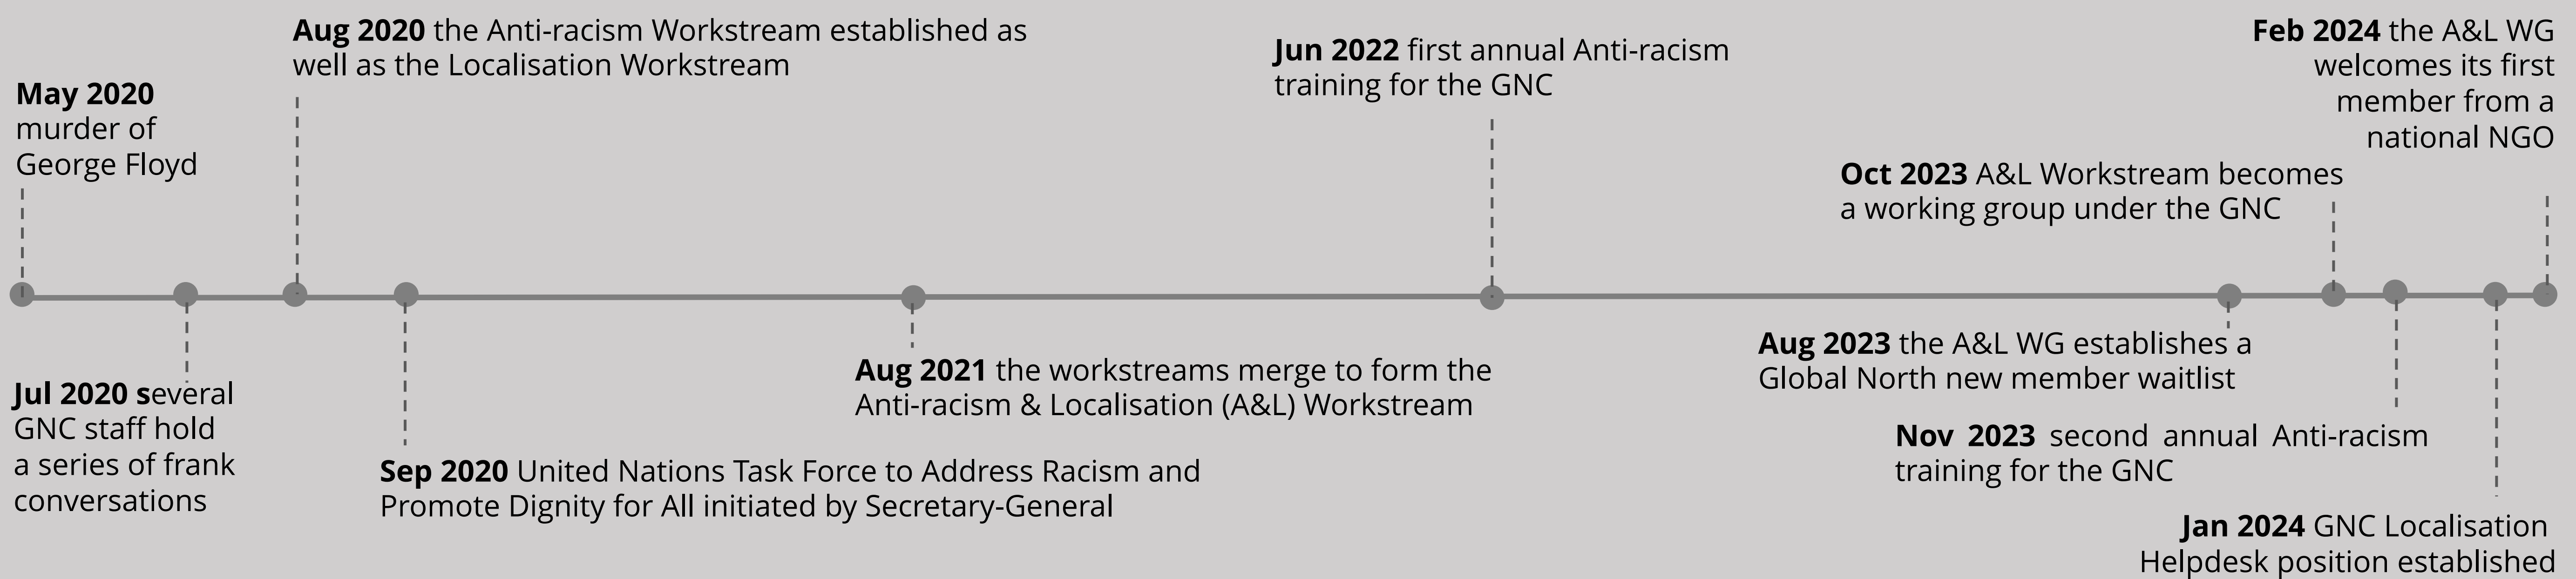 May 2020
murder of
George Floyd
Jul 2020 several
GNC staff hold
a series of frank
conversations
Aug 2020 the Anti-racism Workstream established as
well as the Localisation Workstream
Sep 2020 United Nations Task Force to Address Racism and
Promote Dignity for All initiated by Secretary-General
Aug 2021 the workstreams merge to form the
Anti-racism & Localisation (A&L) Workstream
Jun 2022 first annual Anti-racism
training for the GNC
Aug 2023 the A&L WG establishes a
Global North new member waitlist
Oct 2023 A&L Workstream becomes
a working group under the GNC
Nov 2023 second annual Anti-racism
training for the GNC
Jan 2024 GNC Localisation
Helpdesk position established
Feb 2024 the A&L WG
welcomes its first
member from a
national NGO